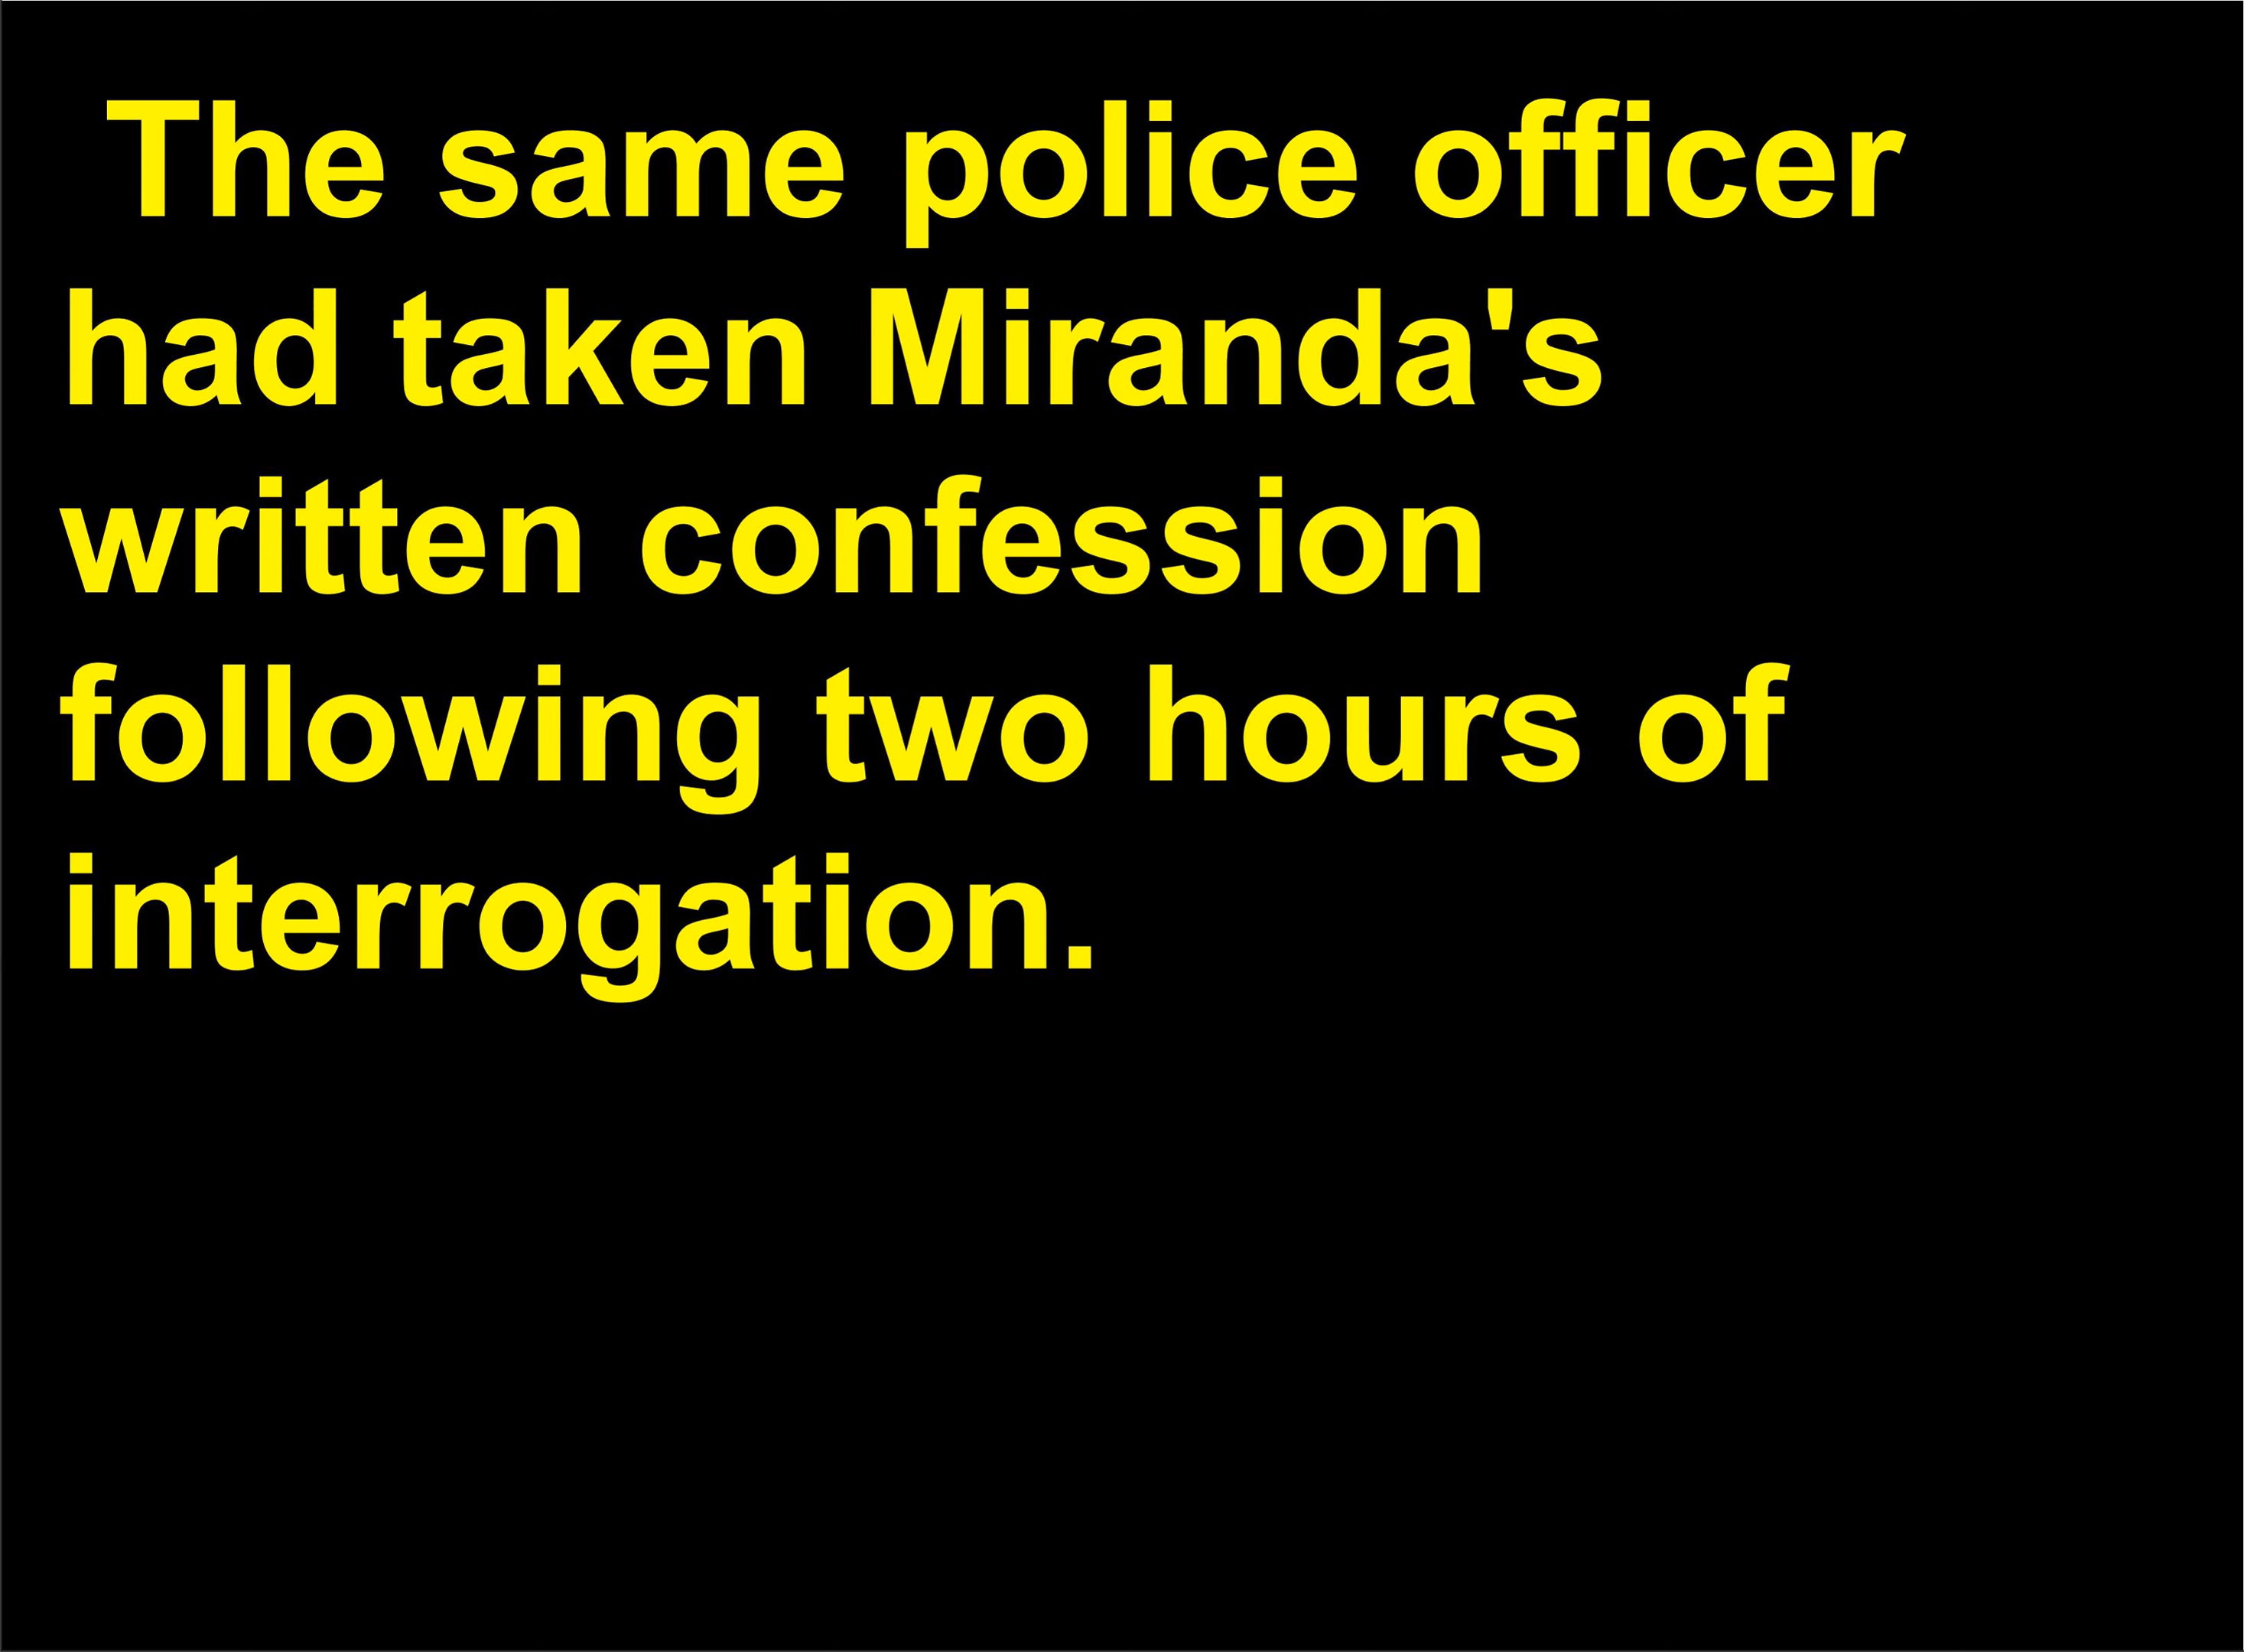 The same police officer
had taken Miranda's
written confession
following two hours of
interrogation.